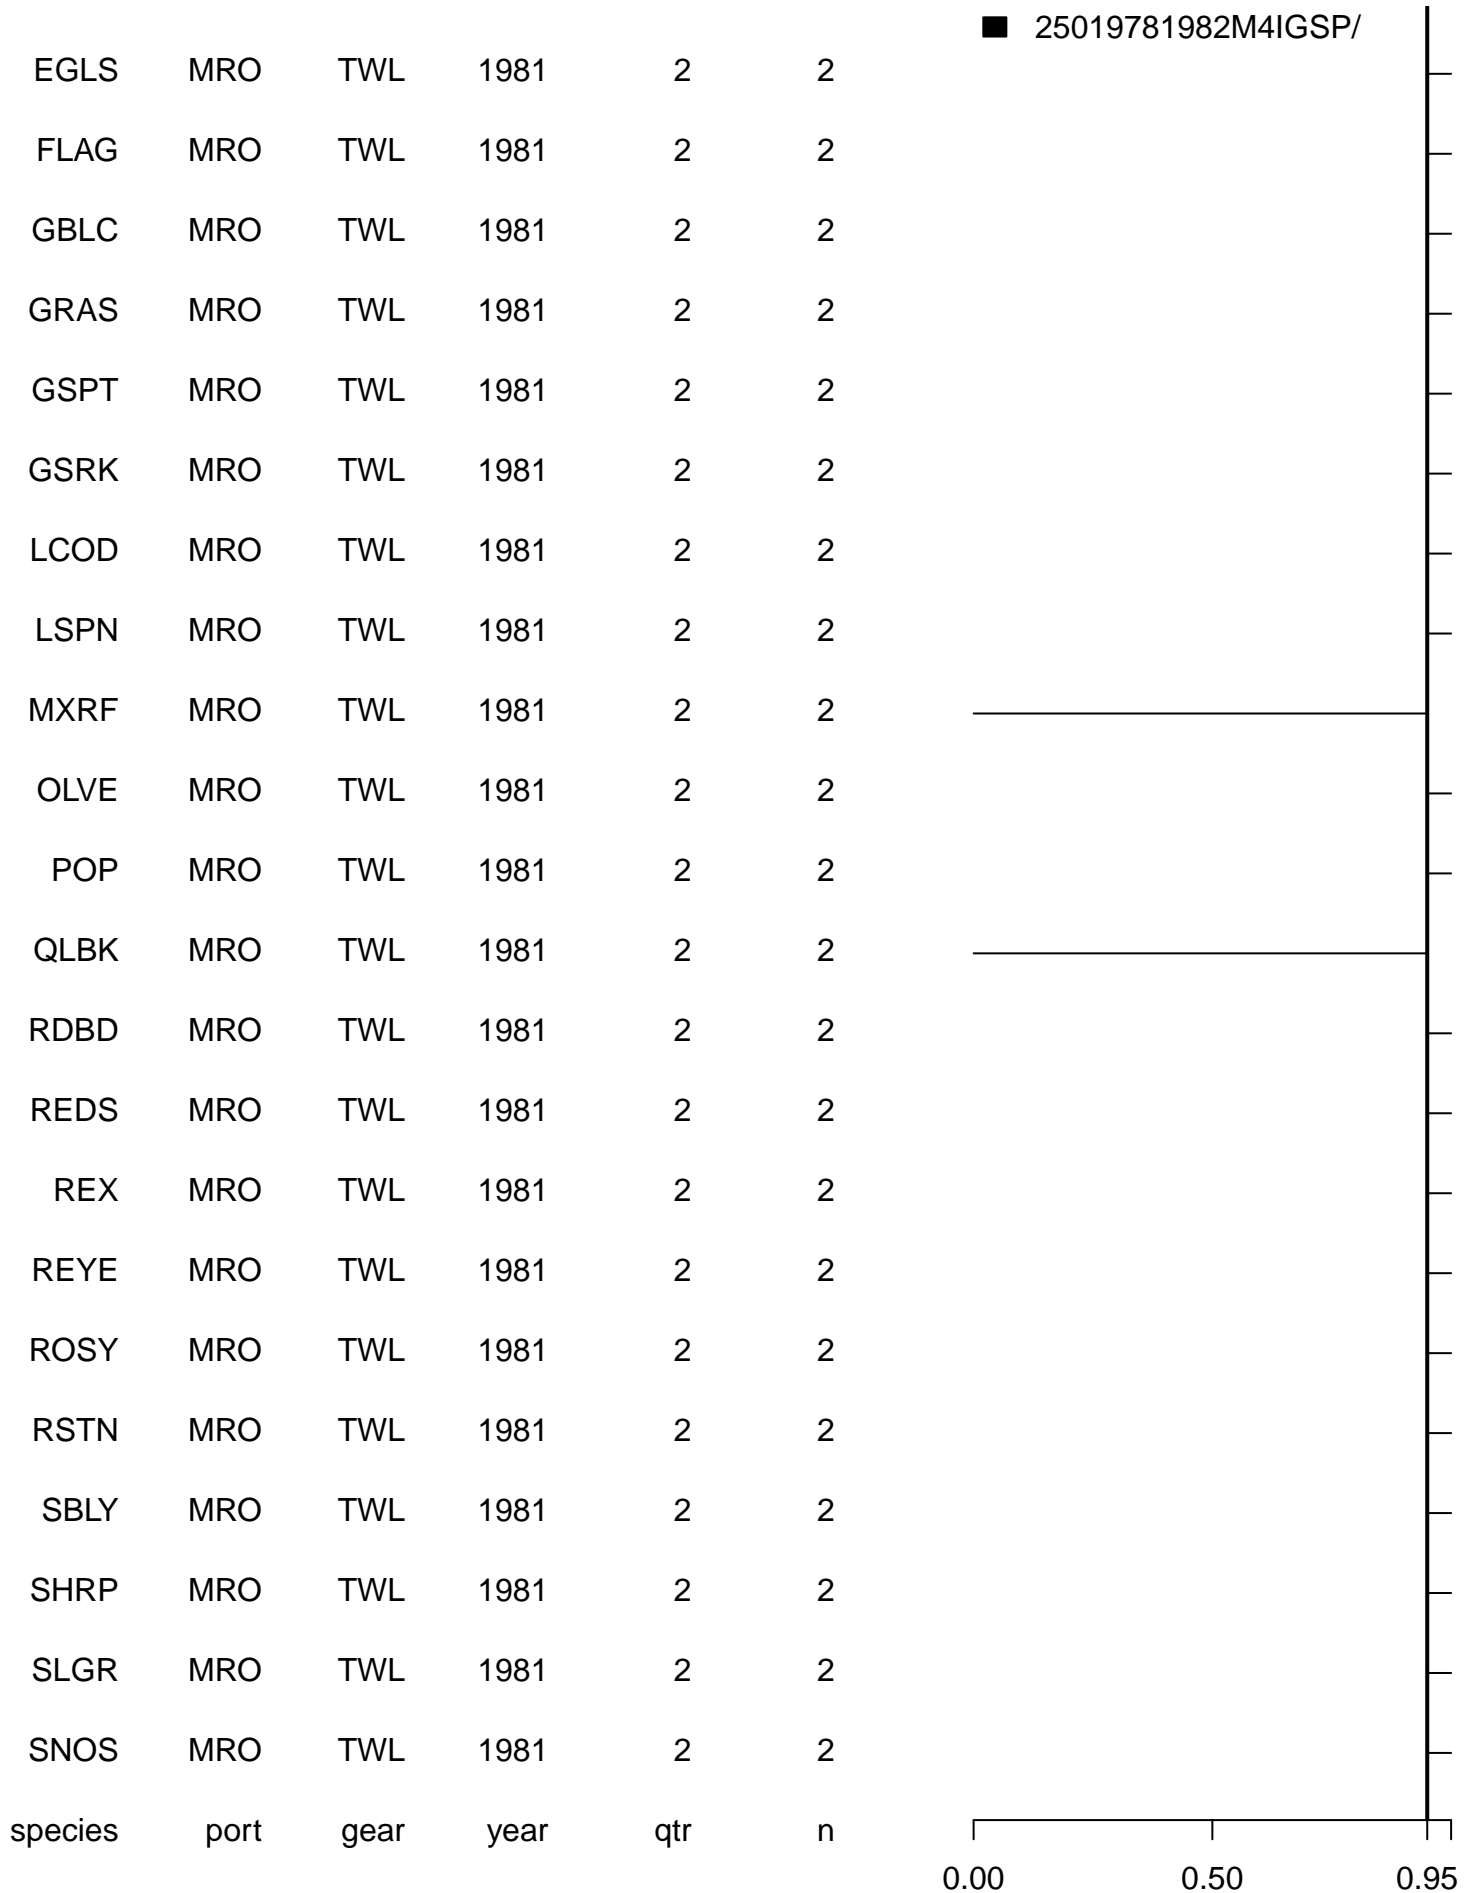 25019781982M4IGSP/
EGLS MRO TWL 1981 2 2
FLAG MRO TWL 1981 2 2
GBLC MRO TWL 1981 2 2
GRAS MRO TWL 1981 2 2
GSPT MRO TWL 1981 2 2
GSRK MRO TWL 1981 2 2
LCOD MRO TWL 1981 2 2
LSPN MRO TWL 1981 2 2
MXRF MRO TWL 1981 2 2
OLVE MRO TWL 1981 2 2
POP MRO TWL 1981 2 2
QLBK MRO TWL 1981 2 2
RDBD MRO TWL 1981 2 2
REDS MRO TWL 1981 2 2
REX MRO TWL 1981 2 2
REYE MRO TWL 1981 2 2
ROSY MRO TWL 1981 2 2
RSTN MRO TWL 1981 2 2
SBLY MRO TWL 1981 2 2
SHRP MRO TWL 1981 2 2
SLGR MRO TWL 1981 2 2
SNOS MRO TWL 1981 2 2
species port gear year qtr n
0.00 0.50 0.95